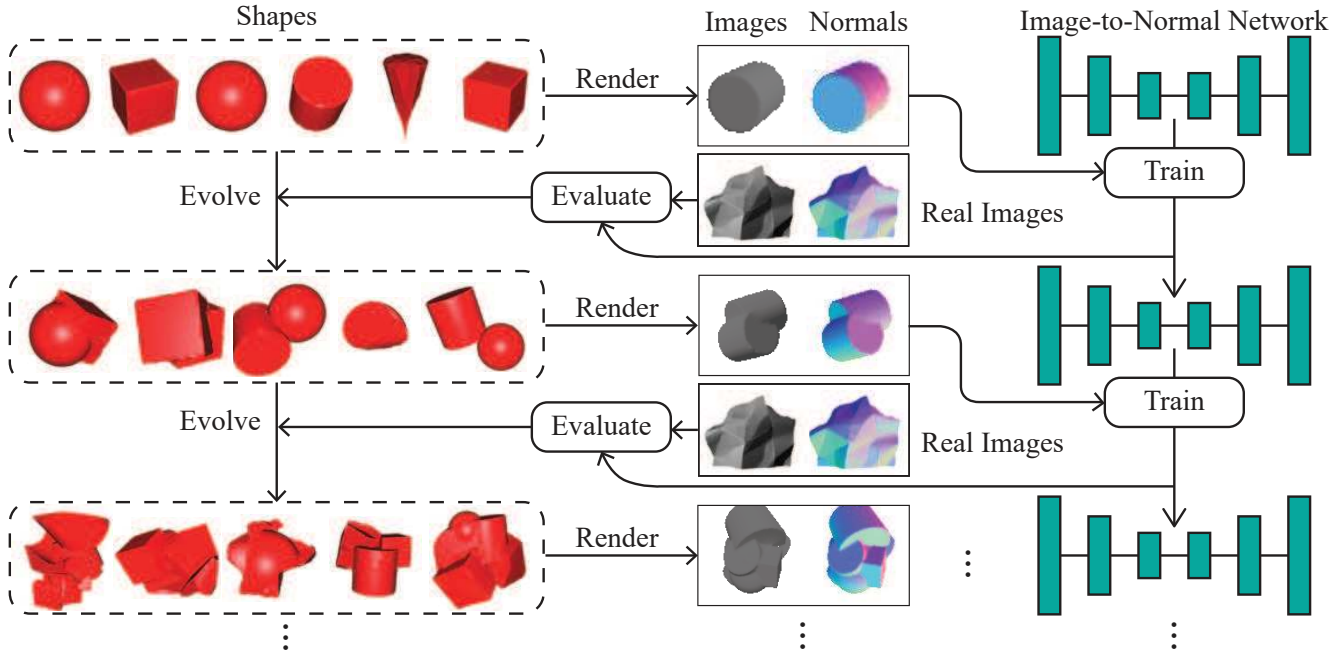 Shapes
Images
Normals
Image-to-Normal Network
Render
Train
Evolve
Evaluate
Real Images
Render
Train
Evolve
Evaluate
Real Images
Render